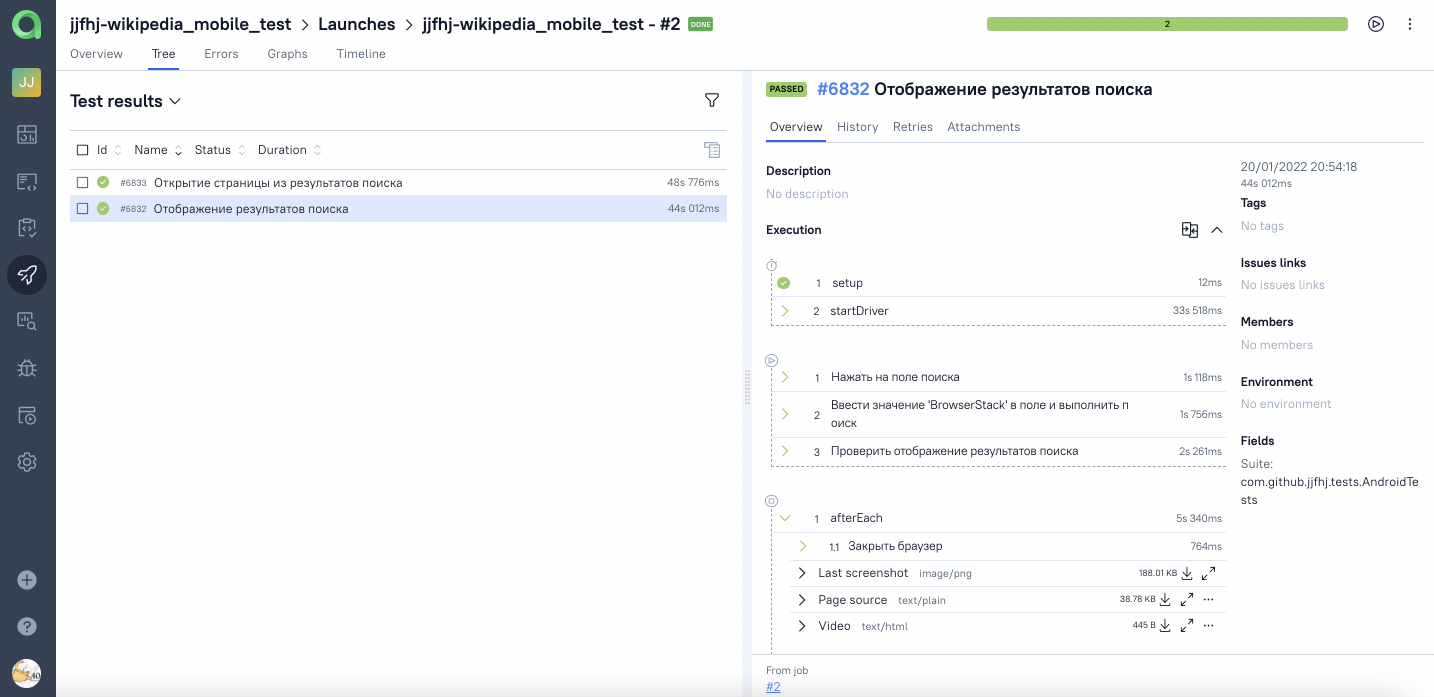 jjfhj-wikipedia_mobile_test > Launches > jjfhj-wikipedia_mobile_test - #2 DONE
2
Overview Tree Errors Graphs Timeline
JJ
Test results
Id Name Status Duration
#6833 Открытие страницы из результатов поиска 48s 776ms
#6832 Отображение результатов поиска 44s 012ms
PASSED #6832 Отображение результатов поиска
Overview History Retries Attachments
Description
No description
Execution
1 setup 12ms
2 startDriver 33s 518ms
1 Нажать на поле поиска 1s 118ms
2 Ввести значение 'BrowserStack' в поле и выполнить п
оиск 1s 756ms
3 Проверить отображение результатов поиска 2s 261ms
1 afterEach 5s 340ms
1.1 Закрыть браузер 764ms
Last screenshot image/png 188.01 KB
Page source text/plain 38.78 KB
Video text/html 445 B
From job
#2
20/01/2022 20:54:18
44s 012ms
Tags
No tags
Issues links
No issues links
Members
No members
Environment
No environment
Fields
Suite:
com.github.jjfhj.tests.AndroidTe
sts